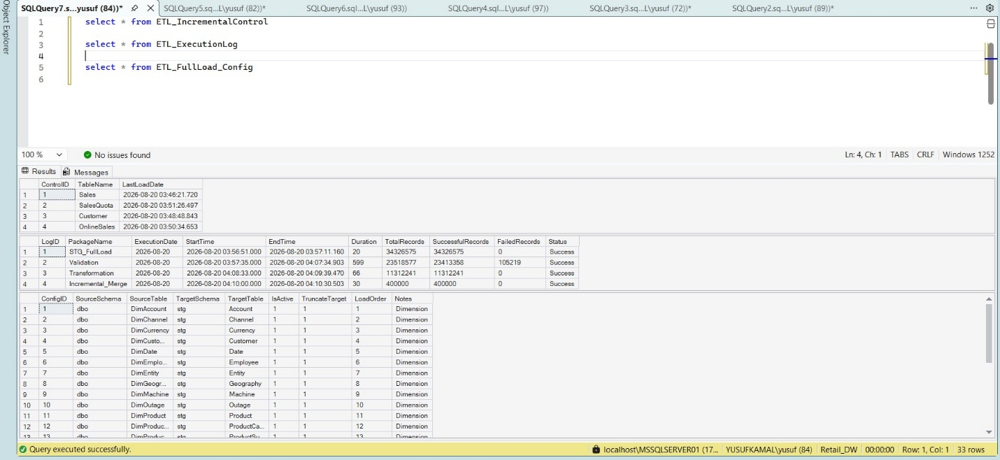 SQLQuery7.s...yusuf (84))* SQLQuery5.sq...L\yusuf (82))* SQLQuery6.sql...L\yusuf (93)) SQLQuery4.sql...L\yusuf (97)) SQLQuery3.sq...L\yusuf (72))* SQLQuery2.sq...L\yusuf (89))*
Object Explorer
1 select * from ETL_IncrementalControl
2
3 select * from ETL_ExecutionLog
4
5 select * from ETL_FullLoad_Config
6
100 % No issues found Ln: 4, Ch: 1 TABS CRLF Windows 1252
Results Messages
ControlID TableName LastLoadDate
1 1 Sales 2026-08-20 03:46:21.720
2 2 SalesQuota 2026-08-20 03:51:26.497
3 3 Customer 2026-08-20 03:48:48.843
4 4 OnlineSales 2026-08-20 03:50:34.653
LogID PackageName ExecutionDate StartTime EndTime Duration TotalRecords SuccessfulRecords FailedRecords Status
1 1 STG_FullLoad 2026-08-20 2026-08-20 03:56:51.000 2026-08-20 03:57:11.160 20 34326575 34326575 0 Success
2 2 Validation 2026-08-20 2026-08-20 03:57:35.000 2026-08-20 04:07:34.903 599 23518577 23413358 105219 Success
3 3 Transformation 2026-08-20 2026-08-20 04:08:33.000 2026-08-20 04:09:39.470 66 11312241 11312241 0 Success
4 4 Incremental_Merge 2026-08-20 2026-08-20 04:10:00.000 2026-08-20 04:10:30.503 30 400000 400000 0 Success
ConfigID SourceSchema SourceTable TargetSchema TargetTable IsActive TruncateTarget LoadOrder Notes
1 1 dbo DimAccount stg Account 1 1 1 Dimension
2 2 dbo DimChannel stg Channel 1 1 2 Dimension
3 3 dbo DimCurrency stg Currency 1 1 3 Dimension
4 4 dbo DimCusto... stg Customer 1 1 4 Dimension
5 5 dbo DimDate stg Date 1 1 5 Dimension
6 6 dbo DimEmplo... stg Employee 1 1 6 Dimension
7 7 dbo DimEntity stg Entity 1 1 7 Dimension
8 8 dbo DimGeogr... stg Geography 1 1 8 Dimension
9 9 dbo DimMachine stg Machine 1 1 9 Dimension
10 10 dbo DimOutage stg Outage 1 1 10 Dimension
11 11 dbo DimProduct stg Product 1 1 11 Dimension
12 12 dbo DimProduc... stg ProductCa... 1 1 12 Dimension
13 13 dbo DimProduc... stg ProductSu... 1 1 13 Dimension
Query executed successfully. localhost\MSSQLSERVER01 (17... YUSUFKAMAL\yusuf (84) Retail_DW 00:00:00 Row: 1, Col: 1 33 rows